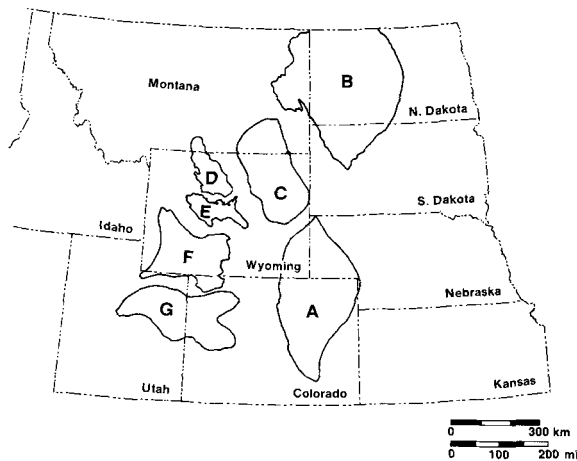 Montana
B
N. Dakota
D
C
E
S. Dakota
Idaho
F
Wyoming
G
A
Nebraska
Utah
Colorado
Kansas
0 300 km
0 100 200 mi